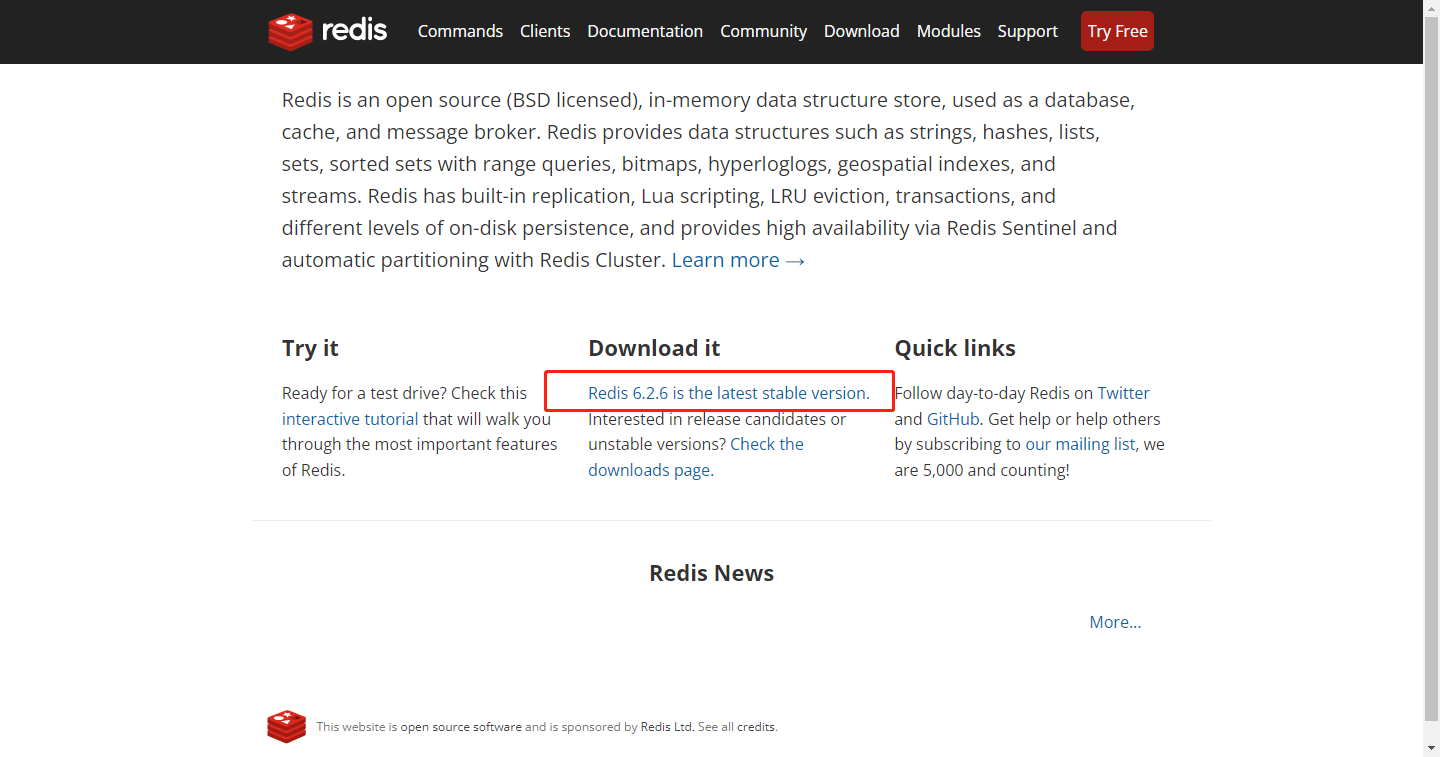 redis Commands Clients Documentation Community Download Modules Support Try Free
Redis is an open source (BSD licensed), in-memory data structure store, used as a database,
cache, and message broker. Redis provides data structures such as strings, hashes, lists,
sets, sorted sets with range queries, bitmaps, hyperloglogs, geospatial indexes, and
streams. Redis has built-in replication, Lua scripting, LRU eviction, transactions, and
different levels of on-disk persistence, and provides high availability via Redis Sentinel and
automatic partitioning with Redis Cluster. Learn more →
Try it
Ready for a test drive? Check this
interactive tutorial that will walk you
through the most important features
of Redis.
Download it
Redis 6.2.6 is the latest stable version.
Interested in release candidates or
unstable versions? Check the
downloads page.
Quick links
Follow day-to-day Redis on Twitter
and GitHub. Get help or help others
by subscribing to our mailing list, we
are 5,000 and counting!
Redis News
More...
This website is open source software and is sponsored by Redis Ltd. See all credits.